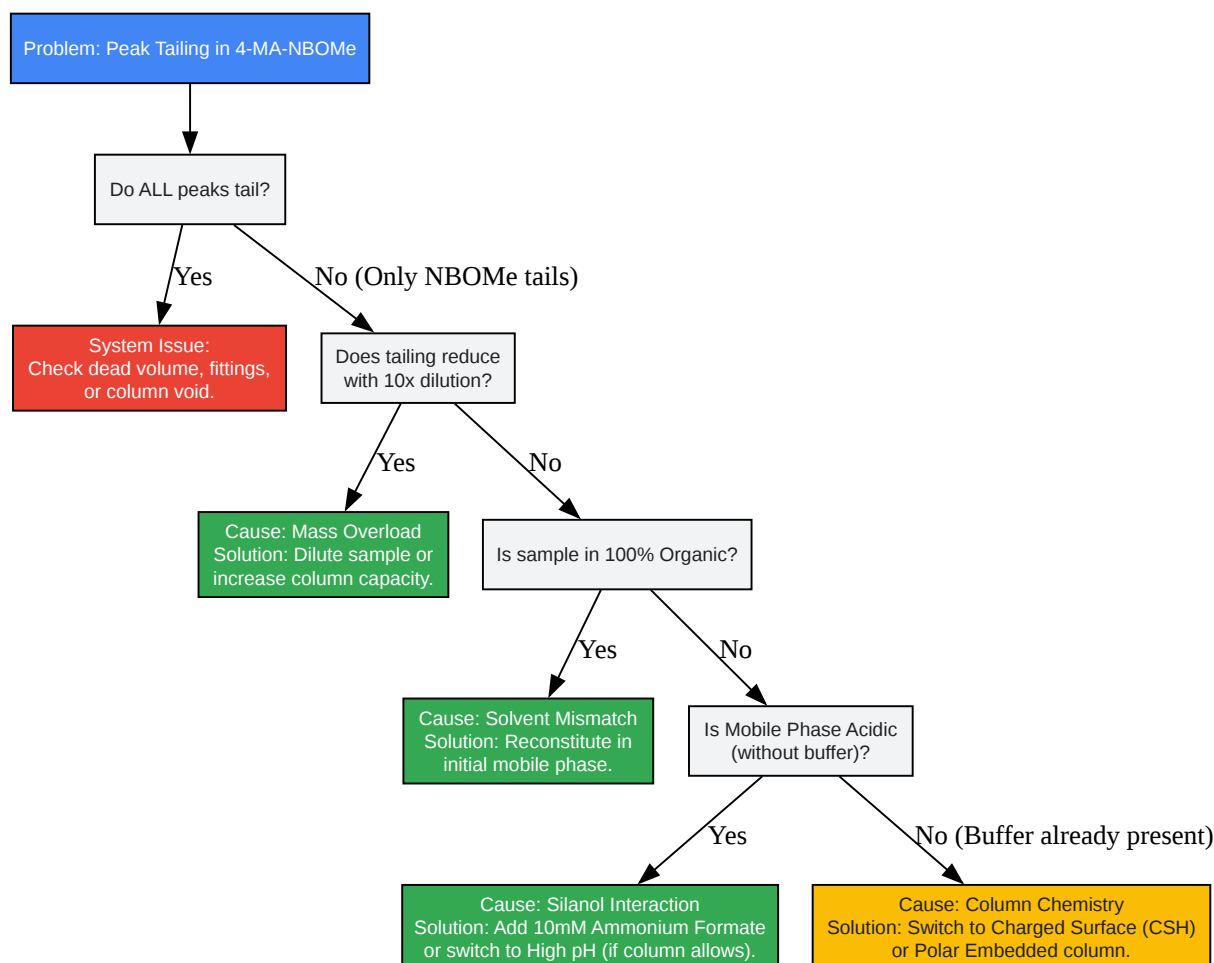 Problem: Peak Tailing in 4-MA-NBOMe
Do ALL peaks tail?
Yes
No (Only NBOMe tails)
System Issue:
Check dead volume, fittings,
or column void.
Does tailing reduce
with 10x dilution?
Yes
No
Cause: Mass Overload
Solution: Dilute sample or
increase column capacity.
Is sample in 100% Organic?
Yes
No
Cause: Solvent Mismatch
Solution: Reconstitute in
initial mobile phase.
Is Mobile Phase Acidic
(without buffer)?
Yes
No (Buffer already present)
Cause: Silanol Interaction
Solution: Add 10mM Ammonium Formate
or switch to High pH (if column allows).
Cause: Column Chemistry
Solution: Switch to Charged Surface (CSH)
or Polar Embedded column.